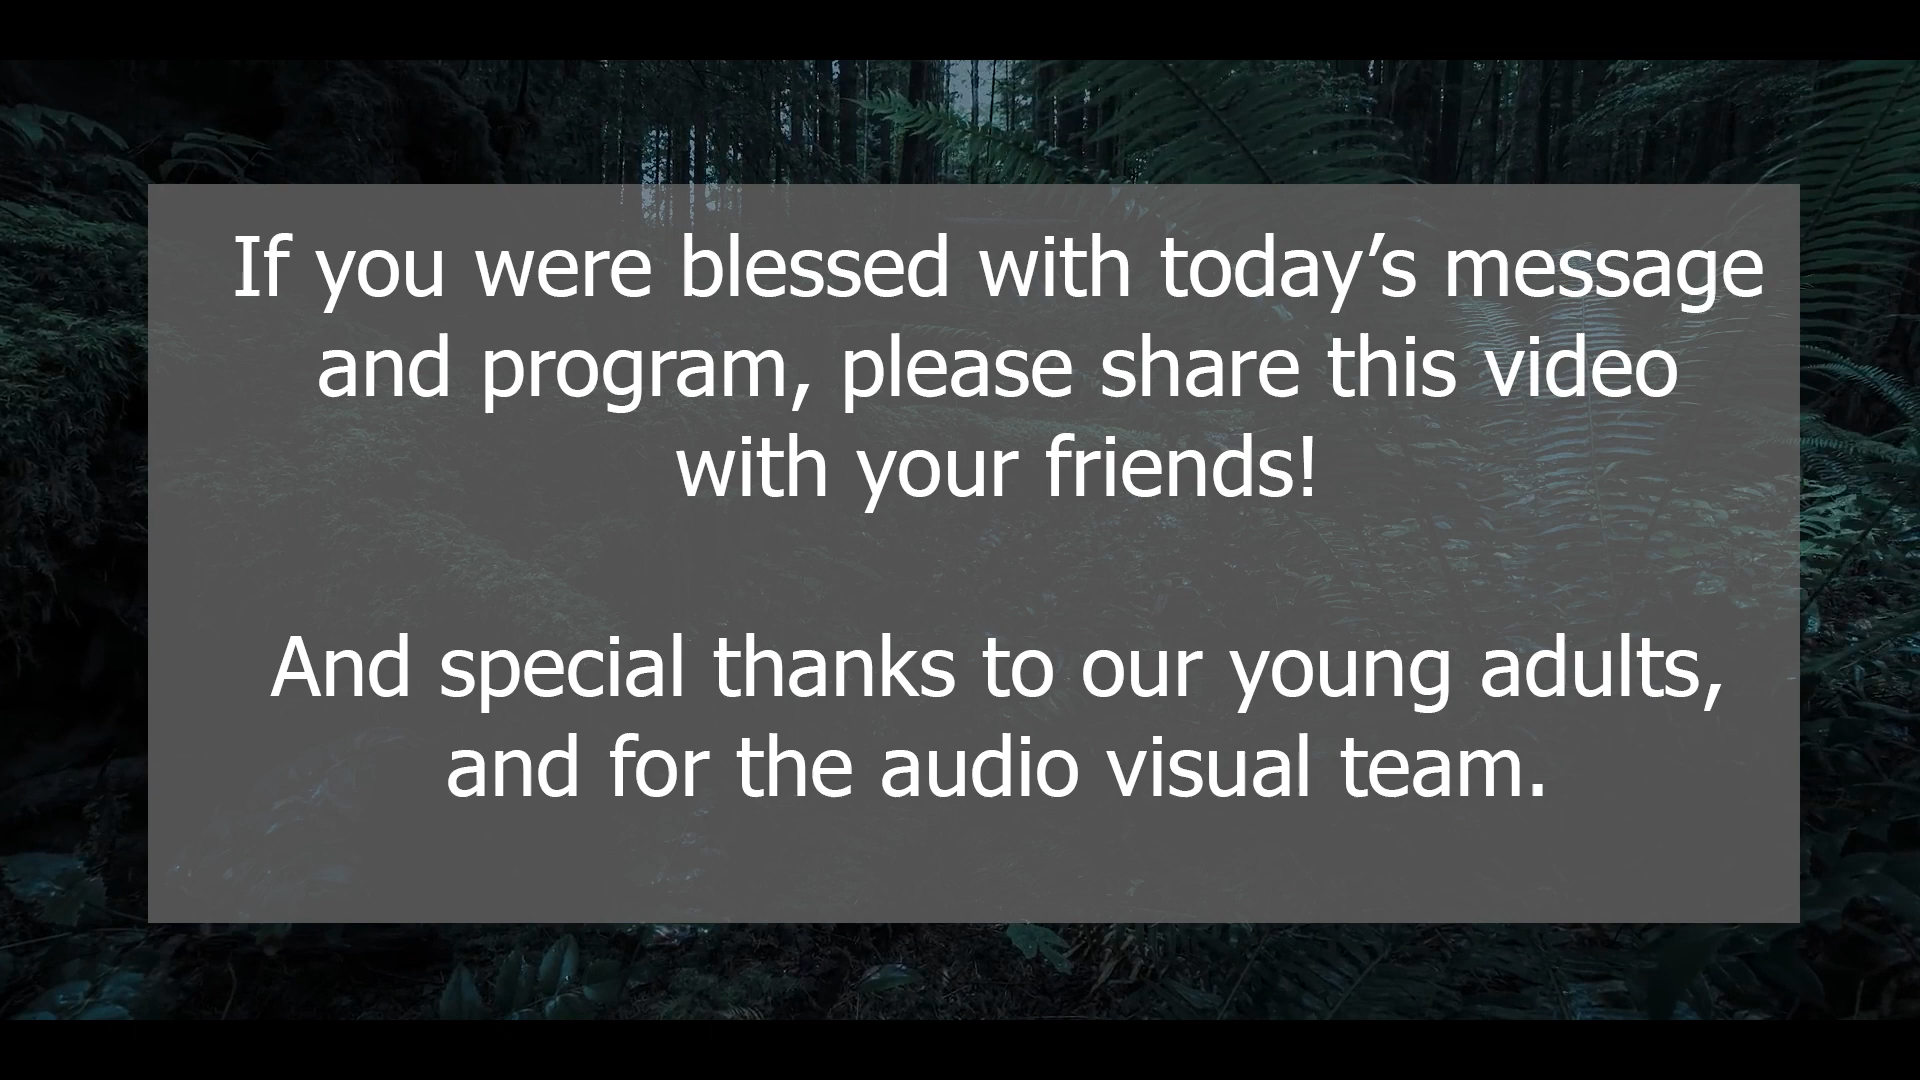 If you were blessed with today’s message
and program, please share this video
with your friends!
And special thanks to our young adults,
and for the audio visual team.